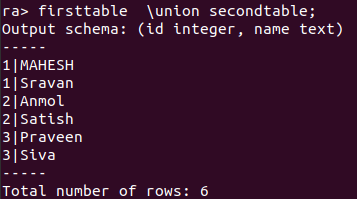 ra> firsttable  \union secondtable;
Output schema: (id integer, name text)
-----
1|MAHESH
1|Sravan
2|Anmol
2|Satish
3|Praveen
3|Siva
-----
Total number of rows: 6